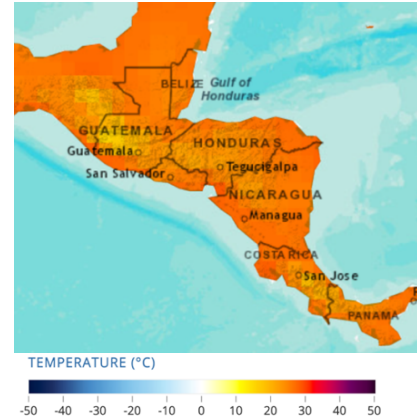 BELIZE
Gulf of
Honduras
GUATEMALA
Guatemala
HONDURAS
San Salvador
Tegucigalpa
NICARAGUA
Managua
COSTA RICA
San Jose
PANAMA
TEMPERATURE (°C)
-50 -40 -30 -20 -10 0 10 20 30 40 50